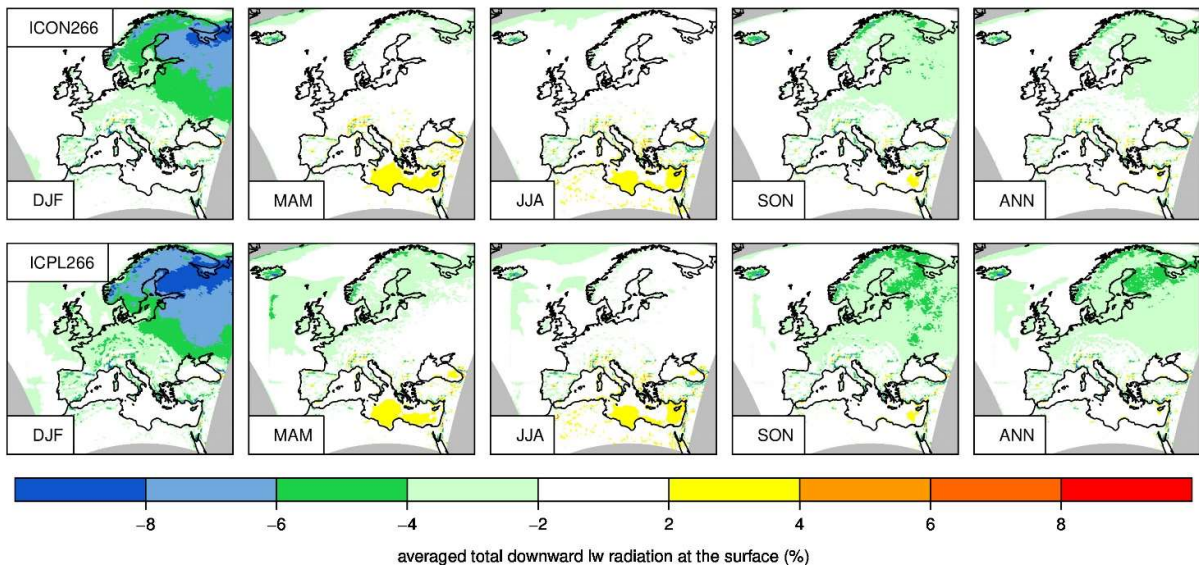 ICON266
DJF MAM JJA SON ANN
ICPL266
DJF MAM JJA SON ANN
−8 −6 −4 −2 2 4 6 8
averaged total downward lw radiation at the surface (%)